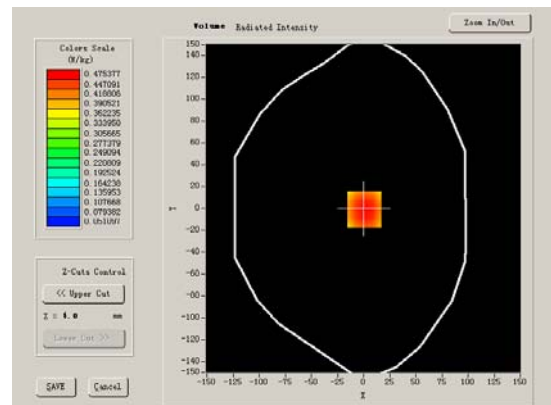 Volume Radiated Intensity
Zoom In/Out
Colors Scale
(W/kg)
0.475377
0.447091
0.418806
0.390521
0.362235
0.333950
0.305665
0.277379
0.249094
0.220809
0.192524
0.164238
0.135953
0.107668
0.079382
0.051097
Z-Cuts Control
<< Upper Cut
Z = 4.0 mm
Lower Cut >>
SAVE
Cancel
150
140
120
100
80
60
40
20
0
-20
-40
-60
-80
-100
-120
-140
-150
Y
-150 -125 -100 -75 -50 -25 0 25 50 75 100 125 150
X